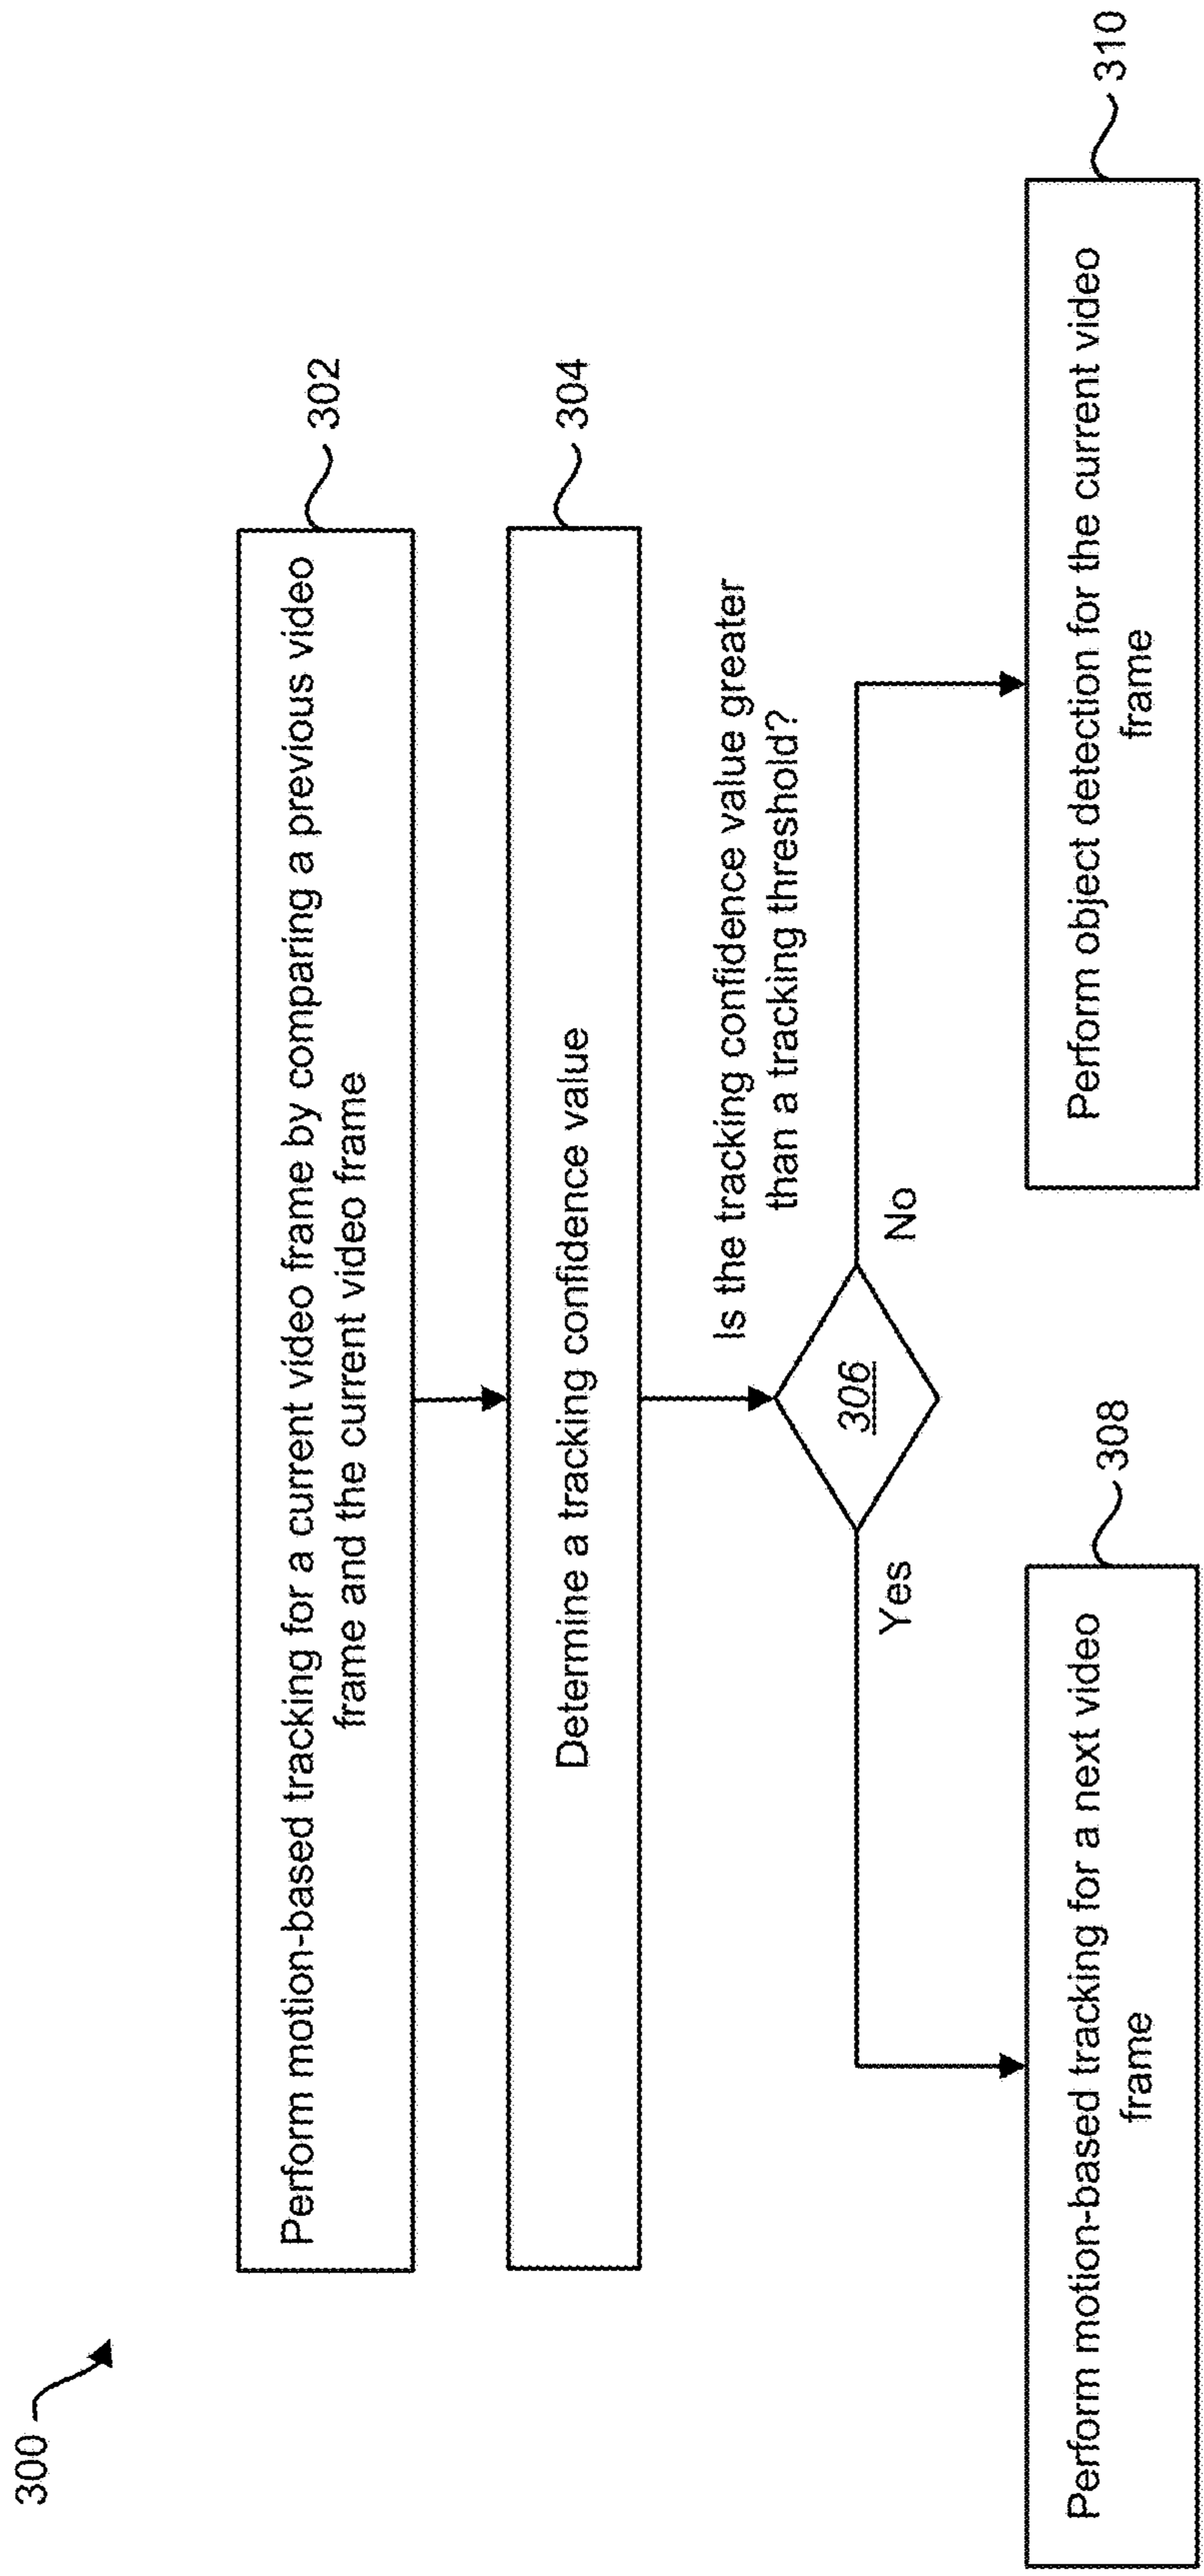 300
Perform motion-based tracking for a current video frame by comparing a previous video
frame and the current video frame
302
Determine a tracking confidence value
304
Is the tracking confidence value greater
than a tracking threshold?
306
Yes
No
Perform motion-based tracking for a next video
frame
308
Perform object detection for the current video
frame
310